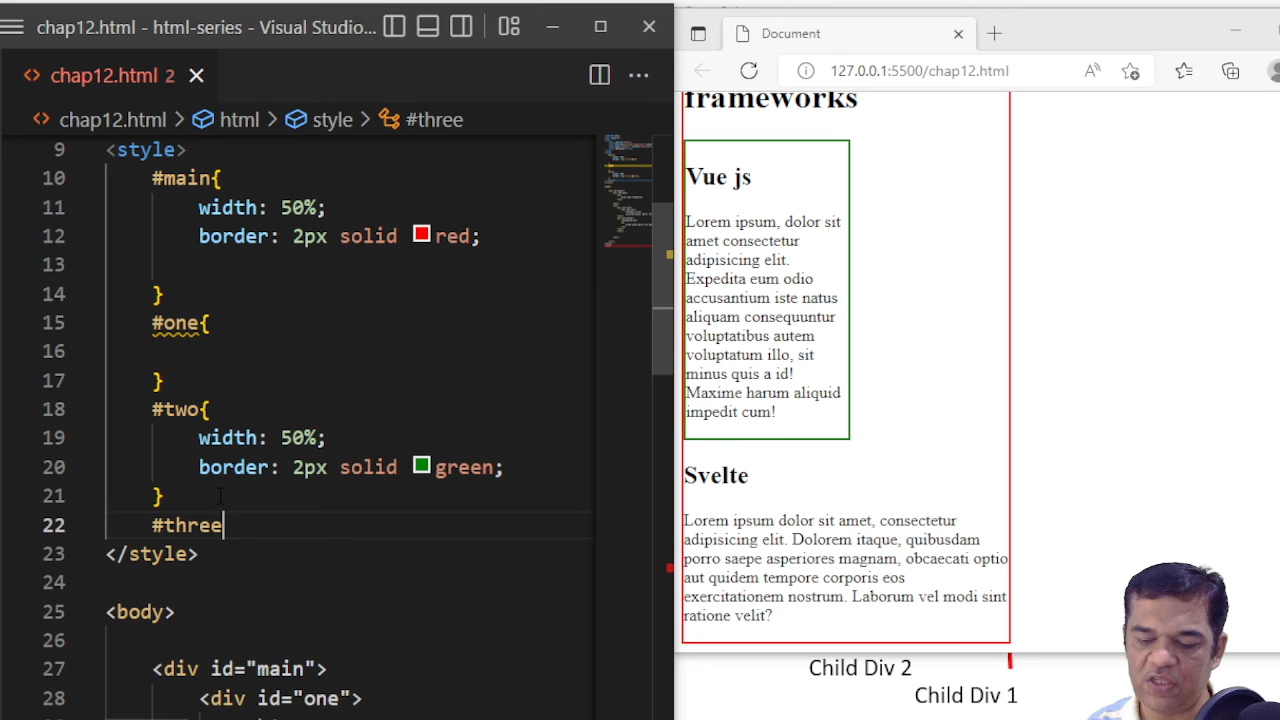 chap12.html - html-series - Visual Studio...
chap12.html 2
chap12.html > html > style > #three
9 <style>
10 #main{
11 width: 50%;
12 border: 2px solid red;
13
14 }
15 #one{
16
17 }
18 #two{
19 width: 50%;
20 border: 2px solid green;
21 }
22 #three
23 </style>
24
25 <body>
26
27 <div id="main">
28 <div id="one">
Document
127.0.0.1:5500/chap12.html
frameworks
Vue js
Lorem ipsum, dolor sit
amet consectetur
adipisicing elit.
Expedita eum odio
accusantium iste natus
aliquam consequuntur
voluptatibus autem
voluptatum illo, sit
minus quis a id!
Maxime harum aliquid
impedit cum!
Svelte
Lorem ipsum dolor sit amet, consectetur
adipisicing elit. Dolorem itaque, quibusdam
porro saepe asperiores magnam, obcaecati optio
aut quidem tempore corporis eos
exercitationem nostrum. Laborum vel modi sint
ratione velit?
Child Div 2
Child Div 1